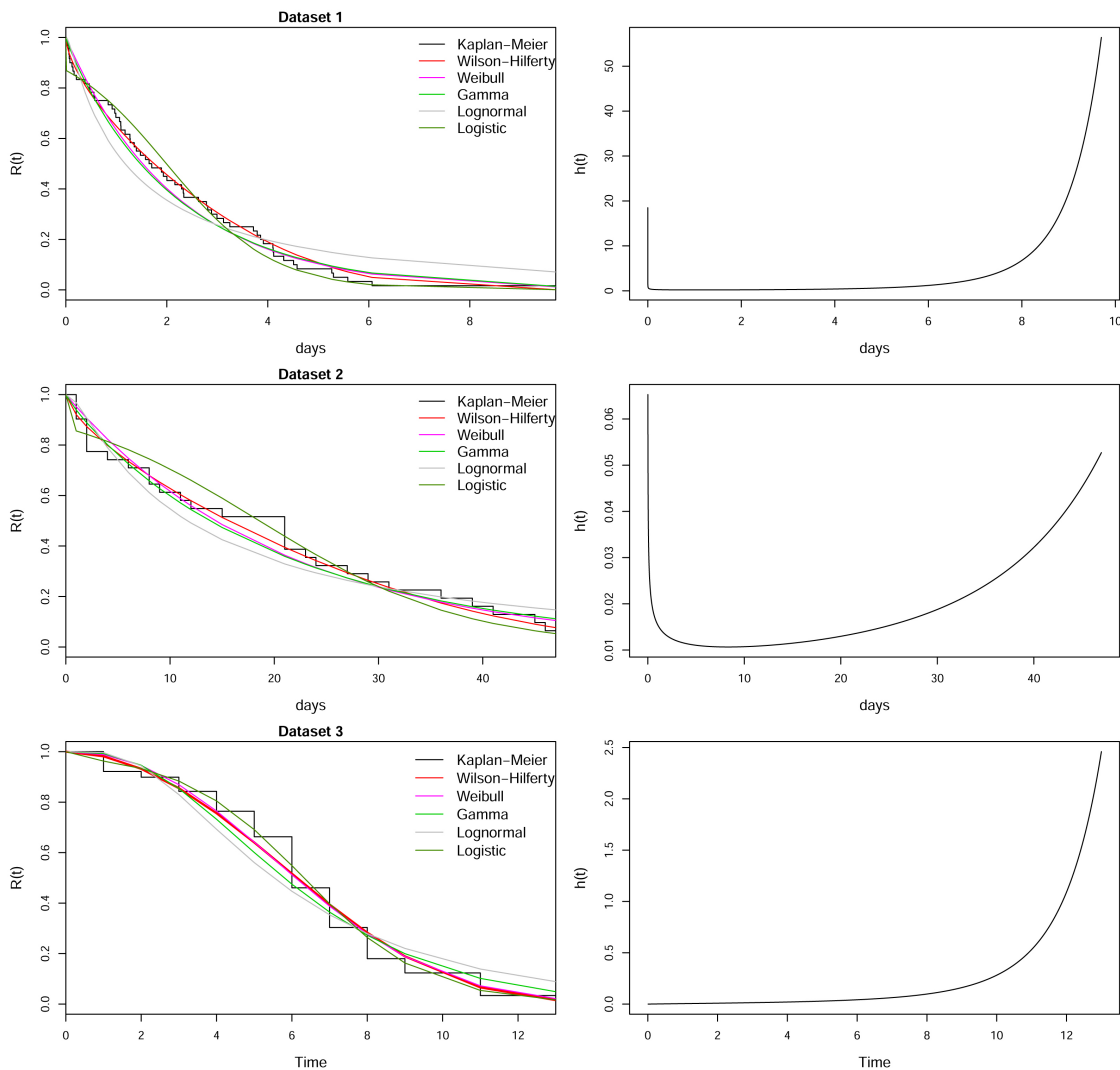 Dataset 1
R(t)
1.0
0.8
0.6
0.4
0.2
0.0
Kaplan−Meier
Wilson−Hilferty
Weibull
Gamma
Lognormal
Logistic
0 2 4 6 8
days
h(t)
50
40
30
20
10
0
0 2 4 6 8 10
days
Dataset 2
R(t)
1.0
0.8
0.6
0.4
0.2
0.0
Kaplan−Meier
Wilson−Hilferty
Weibull
Gamma
Lognormal
Logistic
0 10 20 30 40
days
h(t)
0.06
0.05
0.04
0.03
0.02
0.01
0 10 20 30 40
days
Dataset 3
R(t)
1.0
0.8
0.6
0.4
0.2
0.0
Kaplan−Meier
Wilson−Hilferty
Weibull
Gamma
Lognormal
Logistic
0 2 4 6 8 10 12
Time
h(t)
2.5
2.0
1.5
1.0
0.5
0.0
0 2 4 6 8 10 12
Time